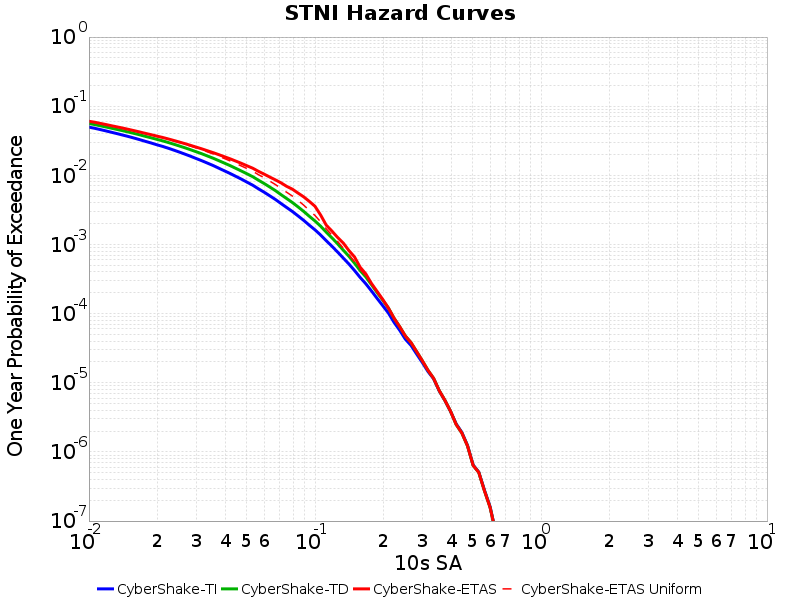 STNI Hazard Curves
One Year Probability of Exceedance
10^0
10^-1
10^-2
10^-3
10^-4
10^-5
10^-6
10^-7
10^-2 2 3 4 5 6 10^-1 2 3 4 5 6 7 10^0 2 3 4 5 6 7 10^1
10s SA
CyberShake-TI CyberShake-TD CyberShake-ETAS CyberShake-ETAS Uniform